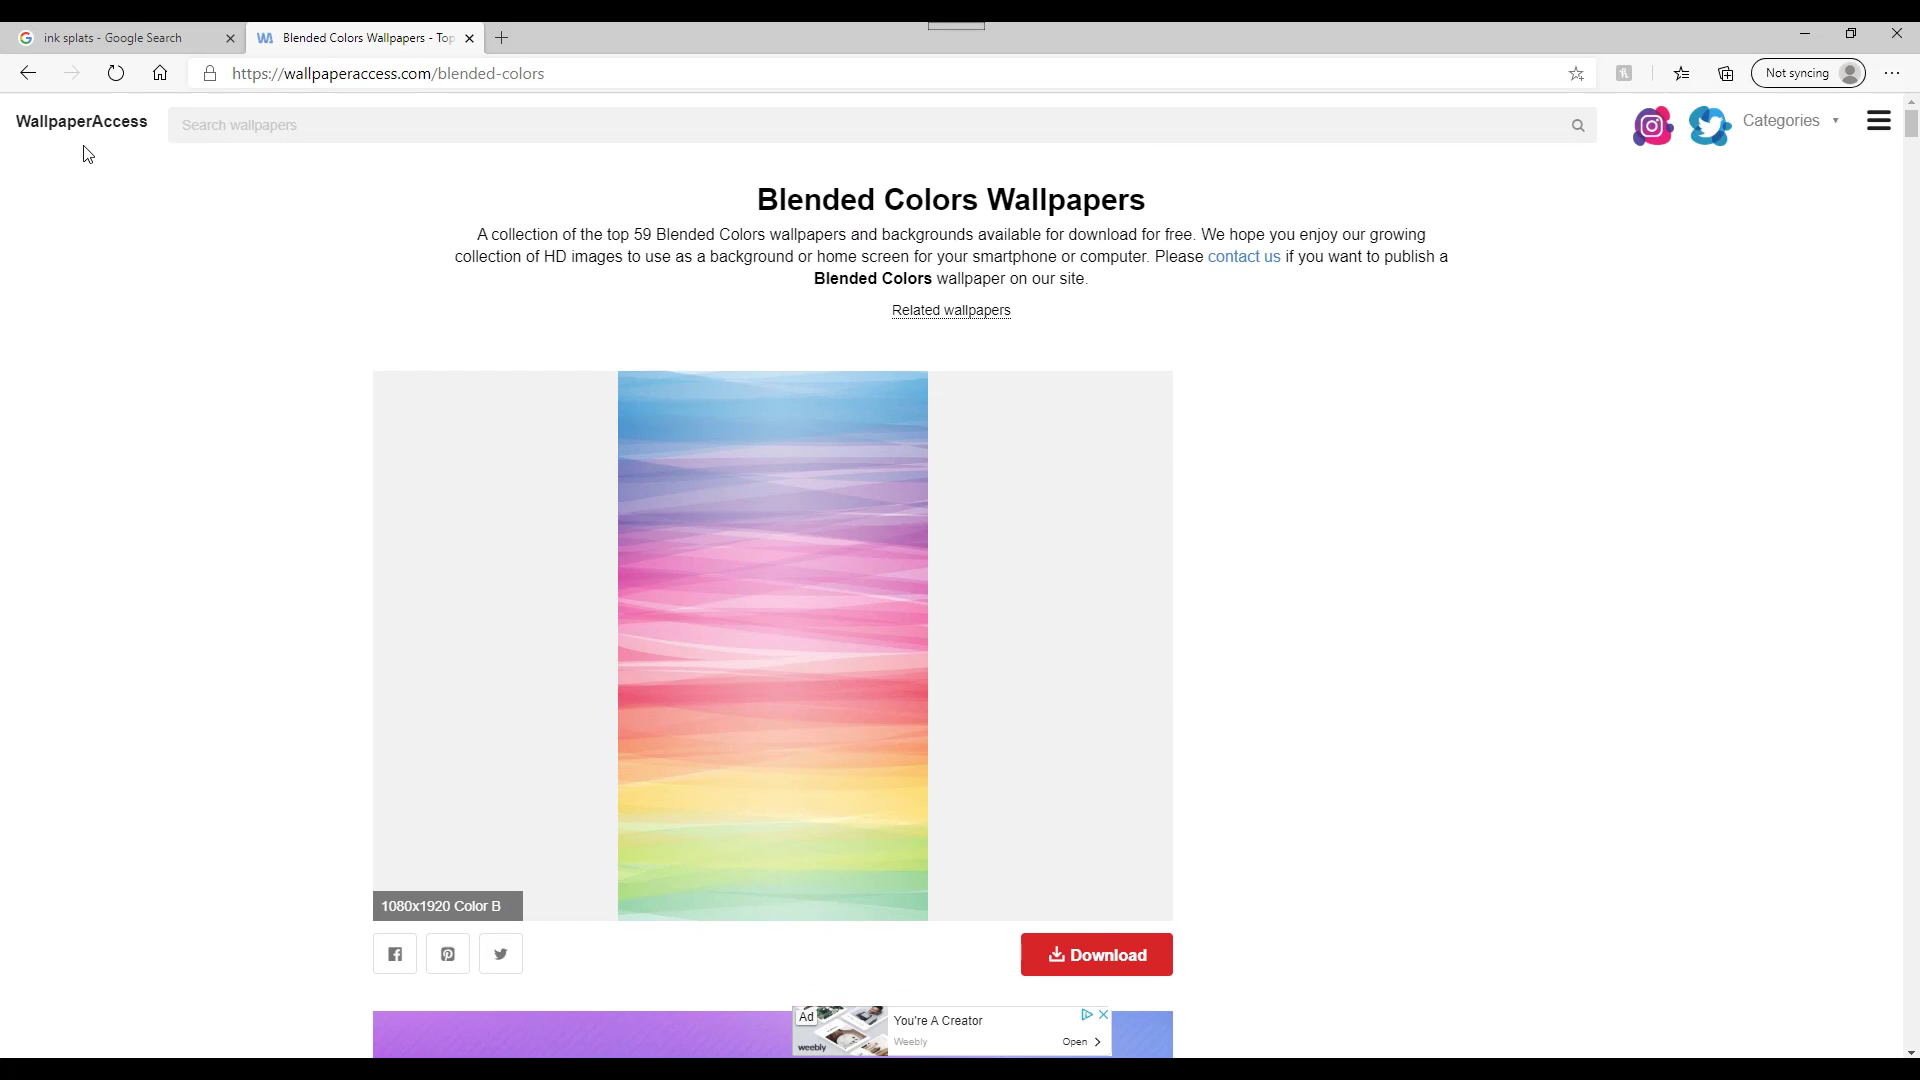 ink splats - Google Search
Blended Colors Wallpapers - Top
https://wallpaperaccess.com/blended-colors
Not syncing
WallpaperAccess
Search wallpapers
Categories
Blended Colors Wallpapers
A collection of the top 59 Blended Colors wallpapers and backgrounds available for download for free. We hope you enjoy our growing
collection of HD images to use as a background or home screen for your smartphone or computer. Please contact us if you want to publish a
Blended Colors wallpaper on our site.
Related wallpapers
1080x1920 Color B
Download
Ad
You're A Creator
weebly
Weebly
Open